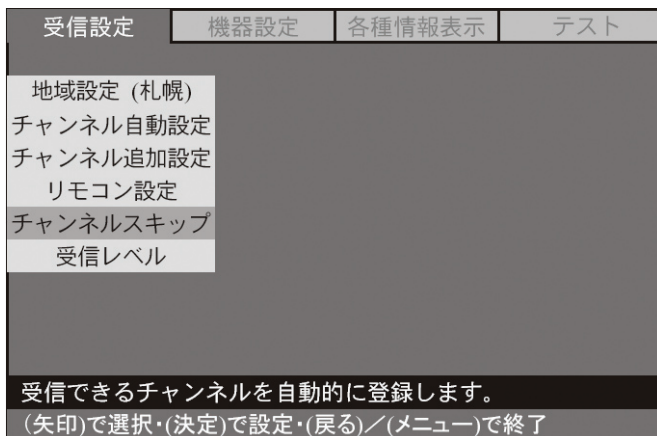 受信設定 機器設定 各種情報表示 テスト
地域設定 (札幌)
チャンネル自動設定
チャンネル追加設定
リモコン設定
チャンネルスキップ
受信レベル
受信できるチャンネルを自動的に登録します。
(矢印)で選択・(決定)で設定・(戻る)／(メニュー)で終了